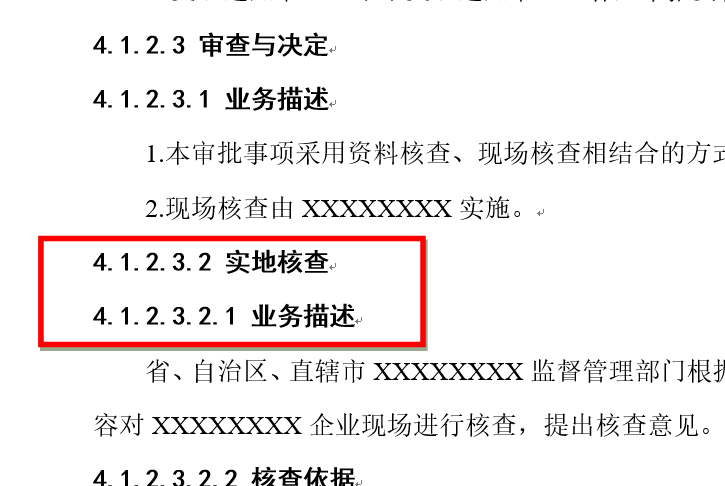 4.1.2.3 审查与决定
4.1.2.3.1 业务描述
1.本审批事项采用资料核查、现场核查相结合的方式
2.现场核查由 XXXXXXXX 实施。
4.1.2.3.2 实地核查
4.1.2.3.2.1 业务描述
省、自治区、直辖市 XXXXXXXX 监督管理部门根据
容对 XXXXXXXX 企业现场进行核查，提出核查意见。
4.1.2.3.2.2 核查依据